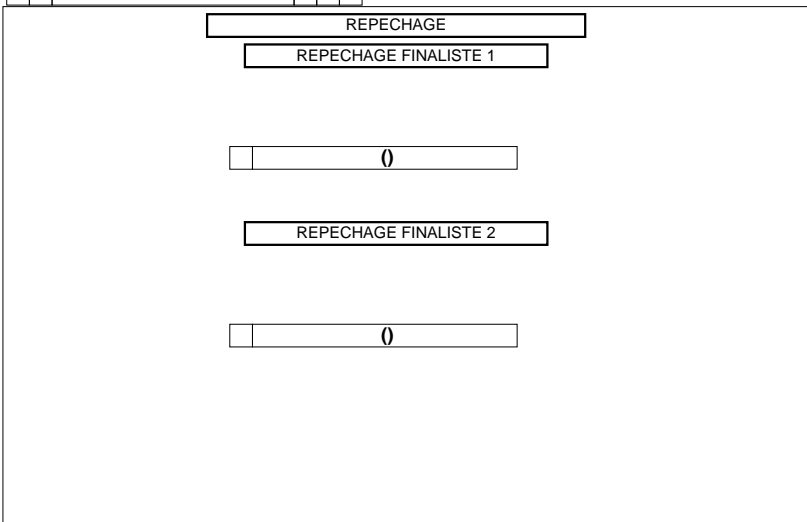 REPECHAGE
REPECHAGE FINALISTE 1
()
REPECHAGE FINALISTE 2
()